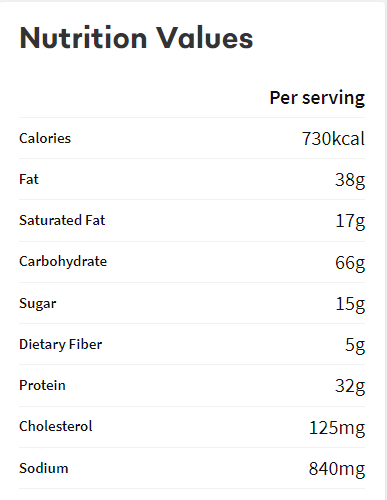 Nutrition Values
Per serving
Calories 730kcal
Fat 38g
Saturated Fat 17g
Carbohydrate 66g
Sugar 15g
Dietary Fiber 5g
Protein 32g
Cholesterol 125mg
Sodium 840mg